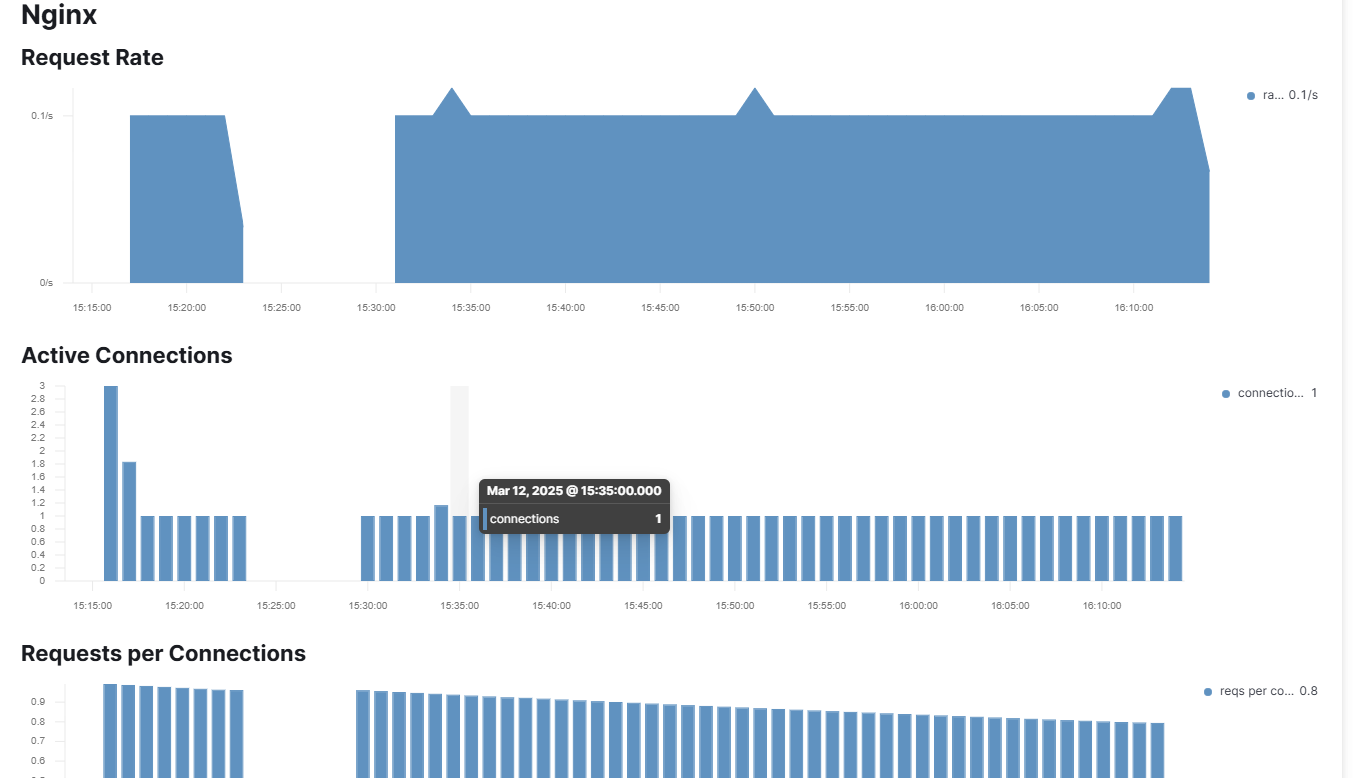 Nginx
Request Rate
0.1/s
0/s
15:15:00 15:20:00 15:25:00 15:30:00 15:35:00 15:40:00 15:45:00 15:50:00 15:55:00 16:00:00 16:05:00 16:10:00
ra... 0.1/s
Active Connections
3
2.8
2.6
2.4
2.2
2
1.8
1.6
1.4
1.2
1
0.8
0.6
0.4
0.2
0
15:15:00 15:20:00 15:25:00 15:30:00 15:35:00 15:40:00 15:45:00 15:50:00 15:55:00 16:00:00 16:05:00 16:10:00
connectio... 1
Mar 12, 2025 @ 15:35:00.000
connections 1
Requests per Connections
0.9
0.8
0.7
0.6
reqs per co... 0.8